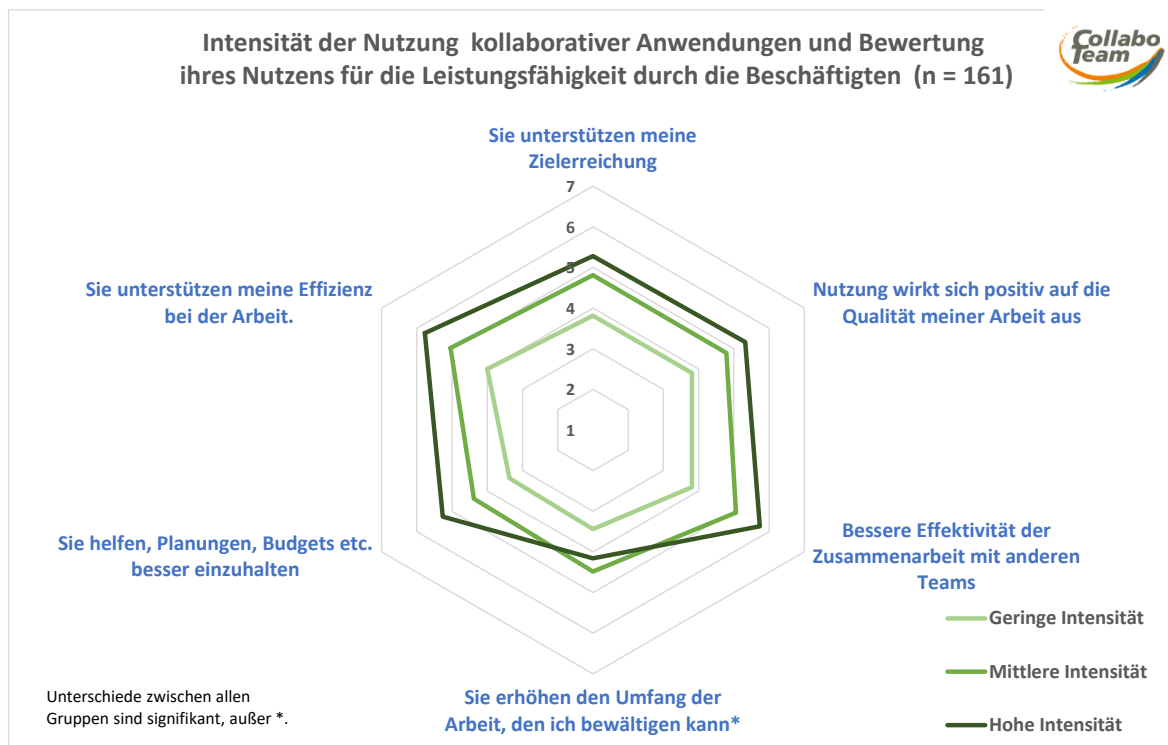 Intensität der Nutzung kollaborativer Anwendungen und Bewertung
ihres Nutzens für die Leistungsfähigkeit durch die Beschäftigten (n = 161)
Collabo
Team
Sie unterstützen meine
Zielerreichung
7
6
5
4
3
2
1
Nutzung wirkt sich positiv auf die
Qualität meiner Arbeit aus
Bessere Effektivität der
Zusammenarbeit mit anderen
Teams
Sie erhöhen den Umfang der
Arbeit, den ich bewältigen kann*
Sie helfen, Planungen, Budgets etc.
besser einzuhalten
Sie unterstützen meine Effizienz
bei der Arbeit.
Geringe Intensität
Mittlere Intensität
Hohe Intensität
Unterschiede zwischen allen
Gruppen sind signifikant, außer *.